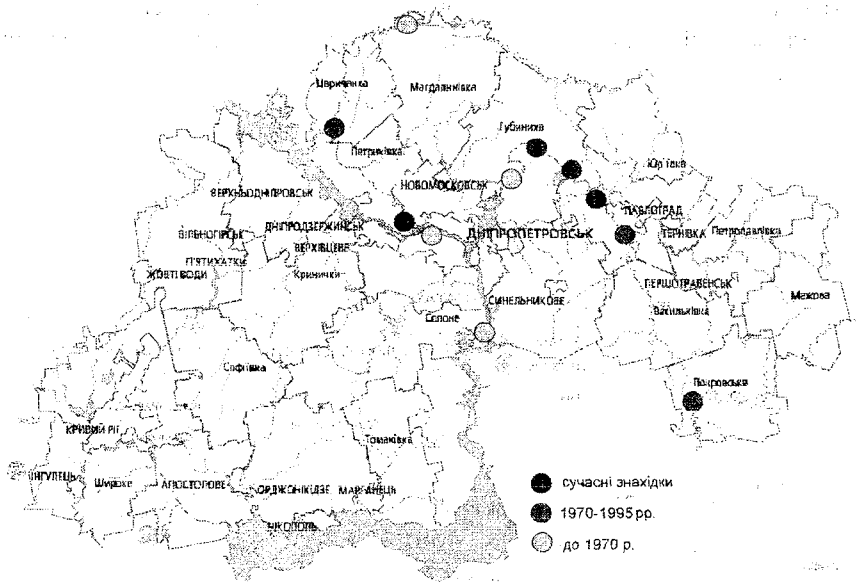 Царичанка
Магдалинівка
Губиниха
Петриківка
Юр'ївка
НОВОМОСКОВСЬК
ВЕРХНЬОДНІПРОВСЬК
ПАВЛОГРАД
ВІЛЬНОГІРСЬК
ДНІПРОДЗЕРЖИНСЬК
ДНІПРОПЕТРОВСЬК
ТЕРНІВКА
Петропавлівка
ВЕРХІВЦЕВЕ
П'ЯТИХАТКИ
ЖОВТІ ВОДИ
Кринички
ПЕРШОТРАВЕНСЬК
СИНЕЛЬНИКОВЕ
Межова
Васильківка
Солоне
Софіївка
Покровське
КРИВИЙ РІГ
Томаківка
ІНГУЛЕЦЬ
Широке
АПОСТОЛОВЕ
ОРДЖОНІКІДЗЕ
МАРГАНЕЦЬ
НІКОПОЛЬ
сучасні знахідки
1970-1995 рр.
до 1970 р.